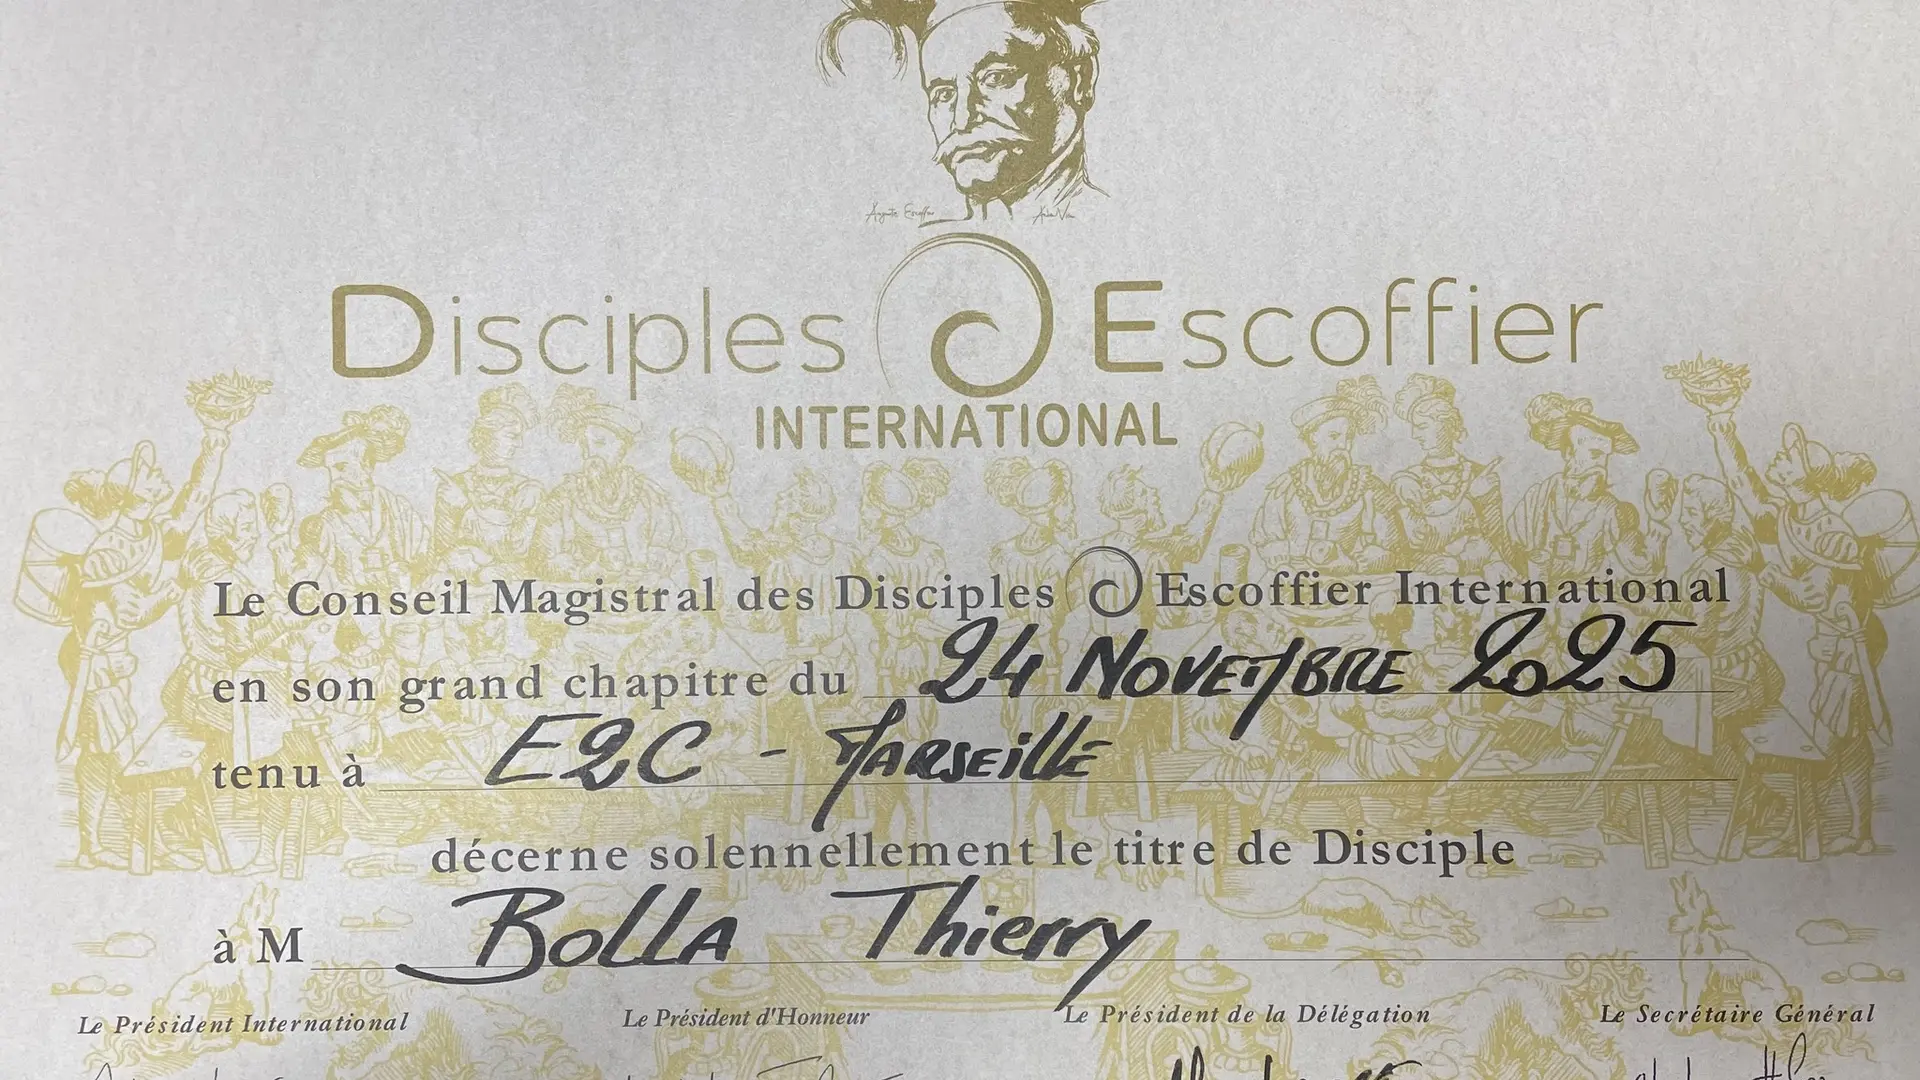 Auguste Escoffier
Disciples Escoffier
INTERNATIONAL
Le Conseil Magistral des Disciples Escoffier International
en son grand chapitre du 24 NOVEMBRE 2025
tenu à E2C - MARSEILLE
décerne solennellement le titre de Disciple
à M BOLLA Thierry
Le Président International Le Président d'Honneur Le Président de la Délégation Le Secrétaire Général